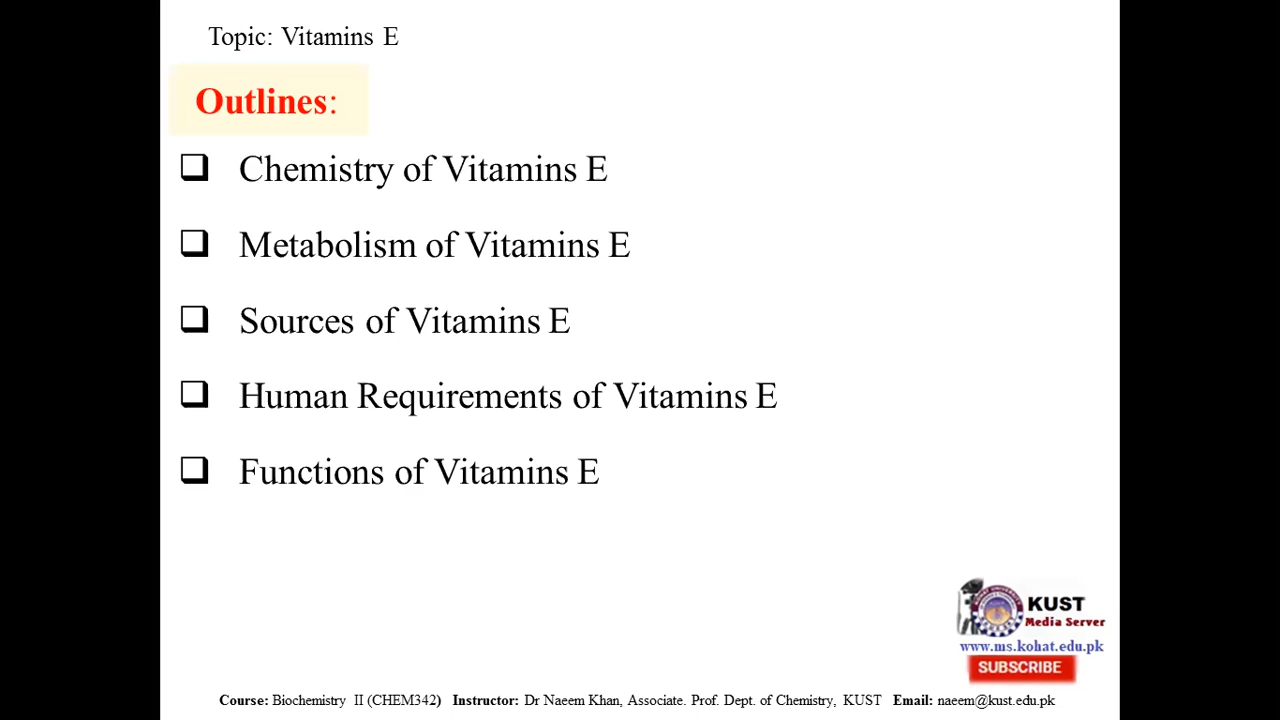 Topic: Vitamins E
Outlines:
Chemistry of Vitamins E
Metabolism of Vitamins E
Sources of Vitamins E
Human Requirements of Vitamins E
Functions of Vitamins E
KUST
Media Server
www.ms.kohat.edu.pk
SUBSCRIBE
Course: Biochemistry II (CHEM342) Instructor: Dr Naeem Khan, Associate. Prof. Dept. of Chemistry, KUST Email: naeem@kust.edu.pk